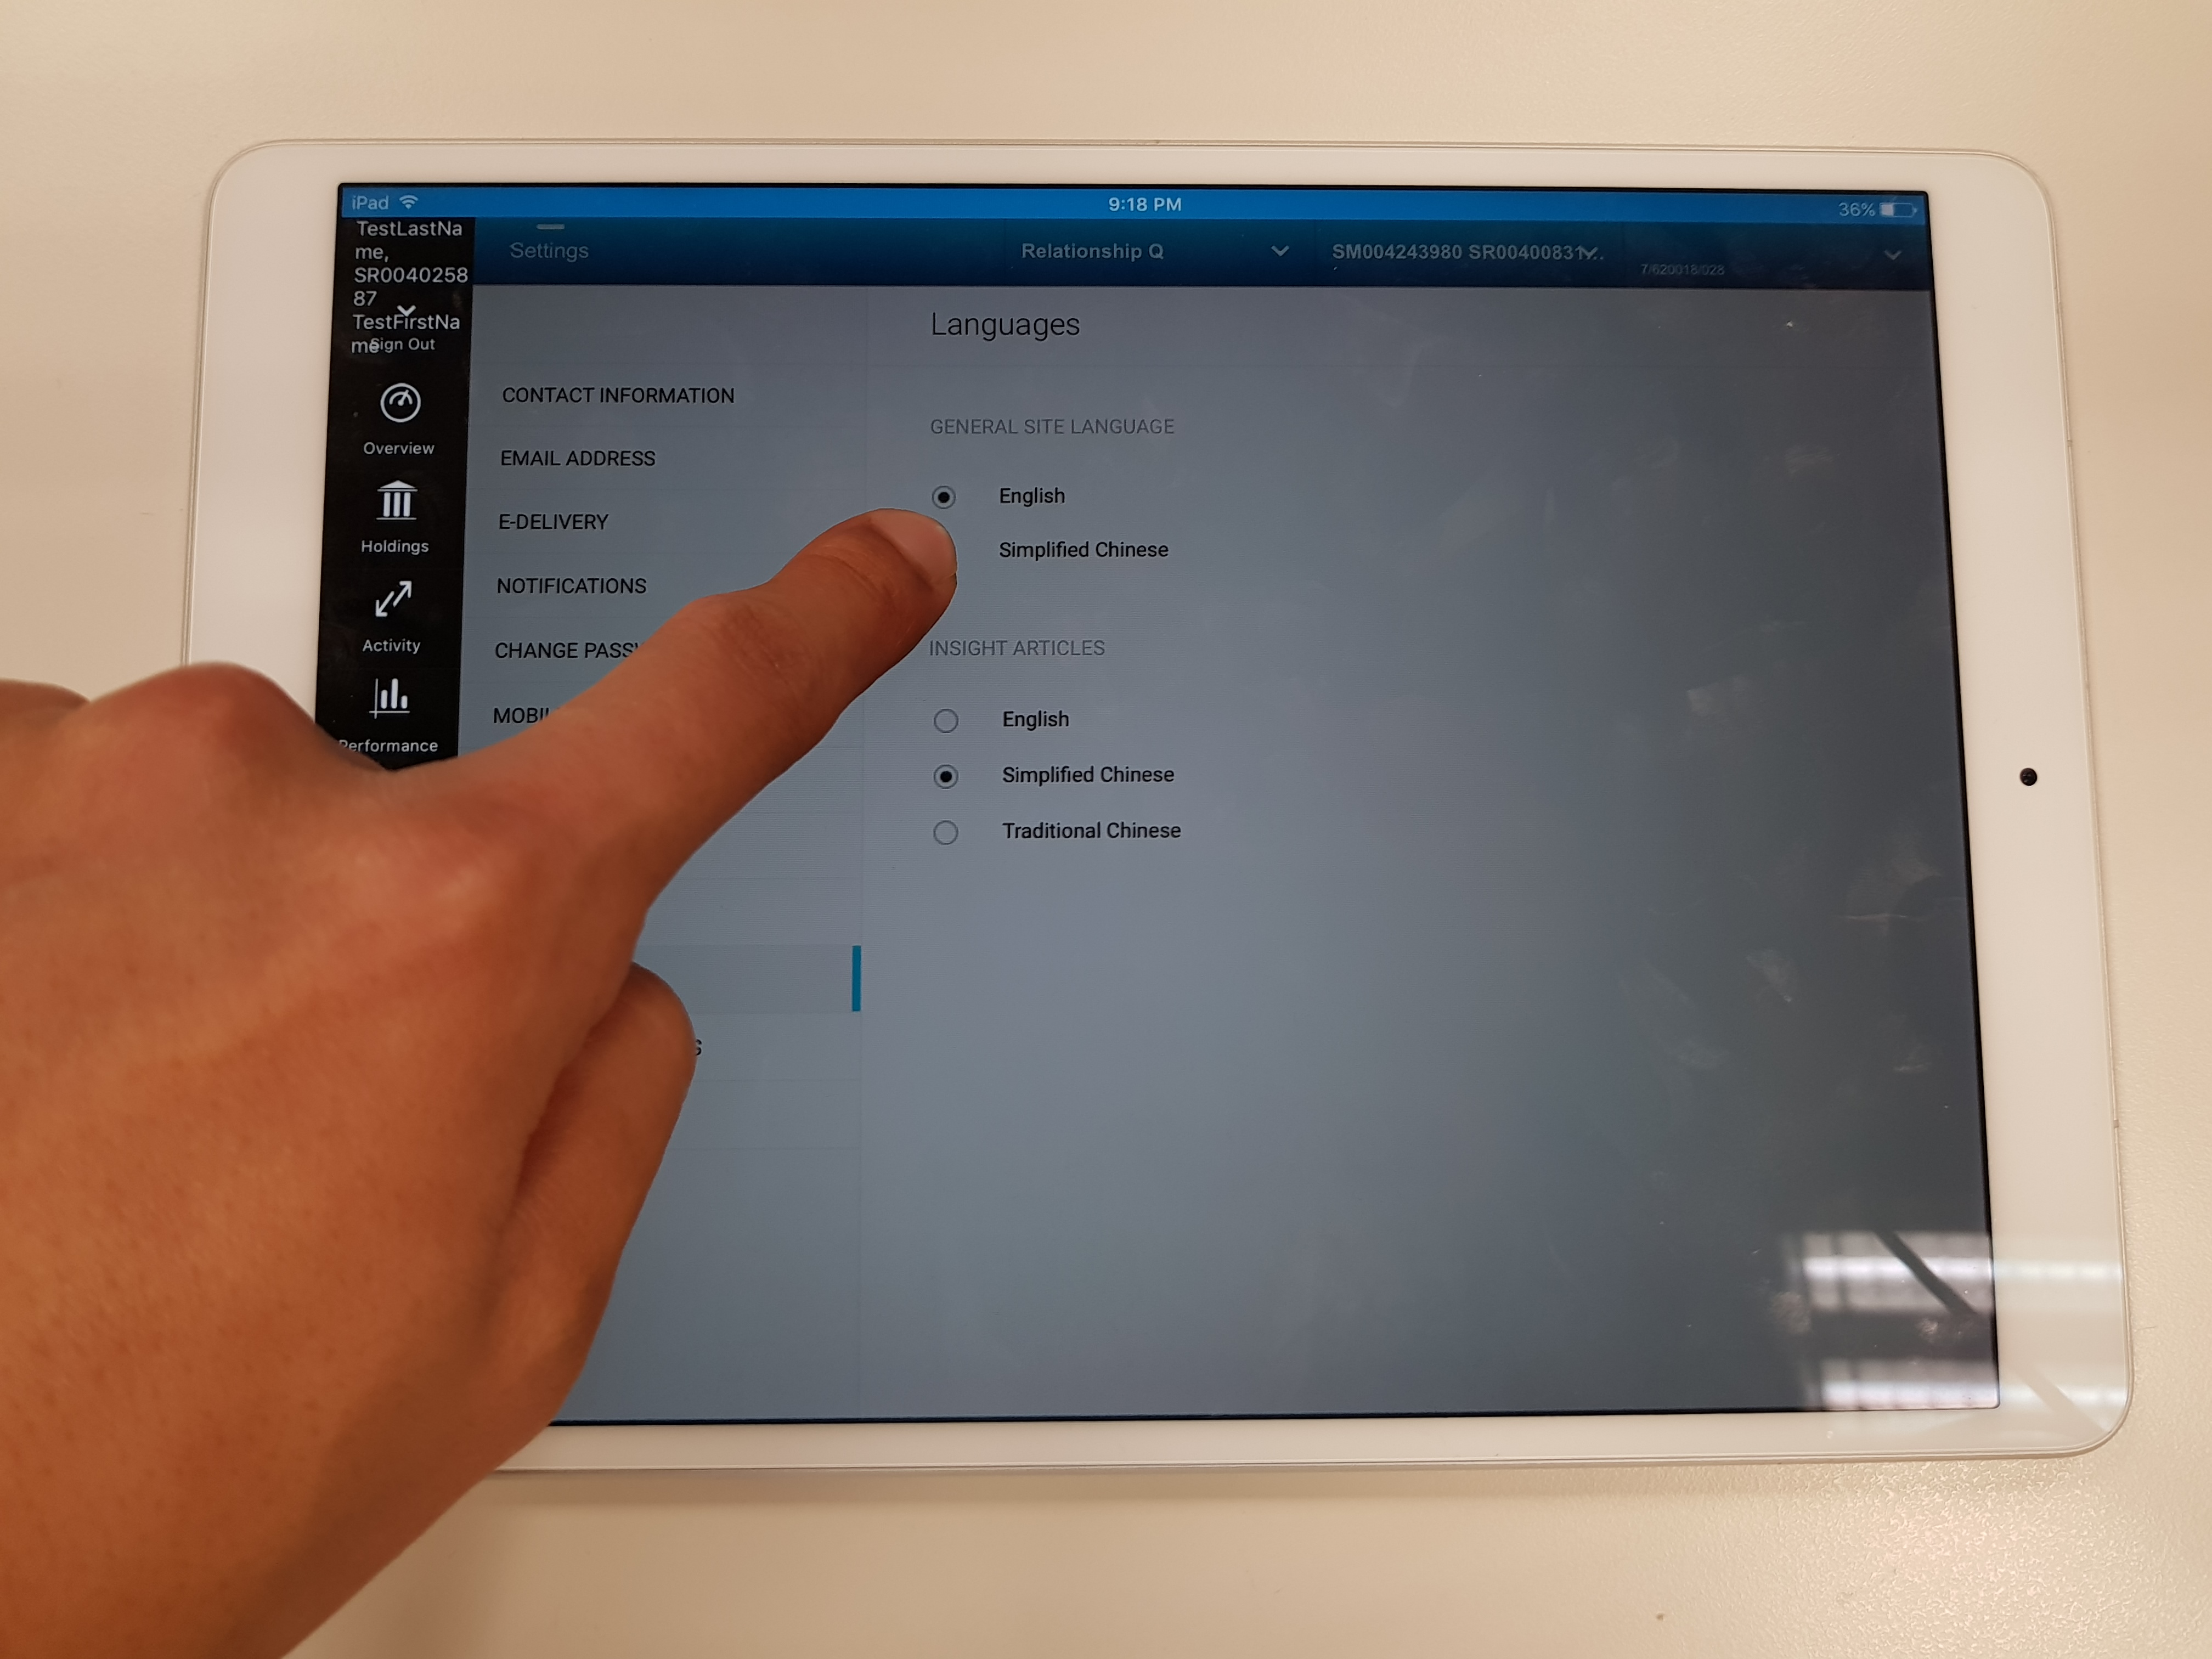 iPad
9:18 PM
36%
TestLastNa
me,
SR0040258
87
TestFirstNa
me
Sign Out
Settings
Relationship Q
SM004243980 SR00400831
Overview
Holdings
Activity
Performance
CONTACT INFORMATION
EMAIL ADDRESS
E-DELIVERY
NOTIFICATIONS
CHANGE
Languages
GENERAL SITE LANGUAGE
English
Simplified Chinese
INSIGHT ARTICLES
English
Simplified Chinese
Traditional Chinese